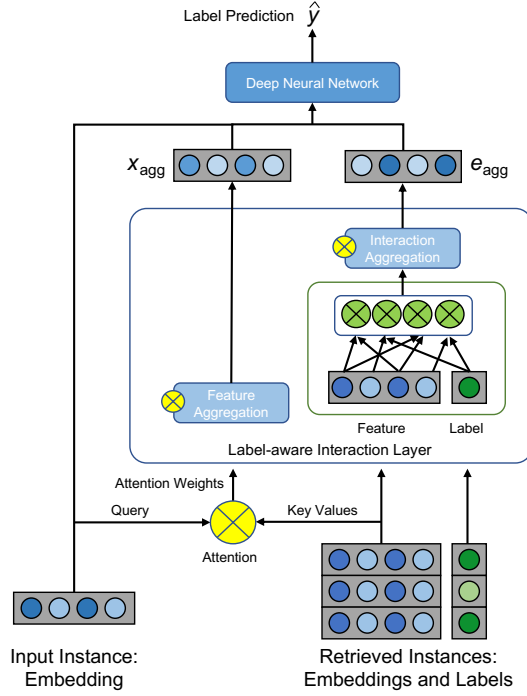 Label Prediction ŷ
Deep Neural Network
x_agg
e_agg
Interaction
Aggregation
Feature
Aggregation
Feature
Label
Label-aware Interaction Layer
Attention Weights
Query
Key Values
Attention
Input Instance:
Embedding
Retrieved Instances:
Embeddings and Labels